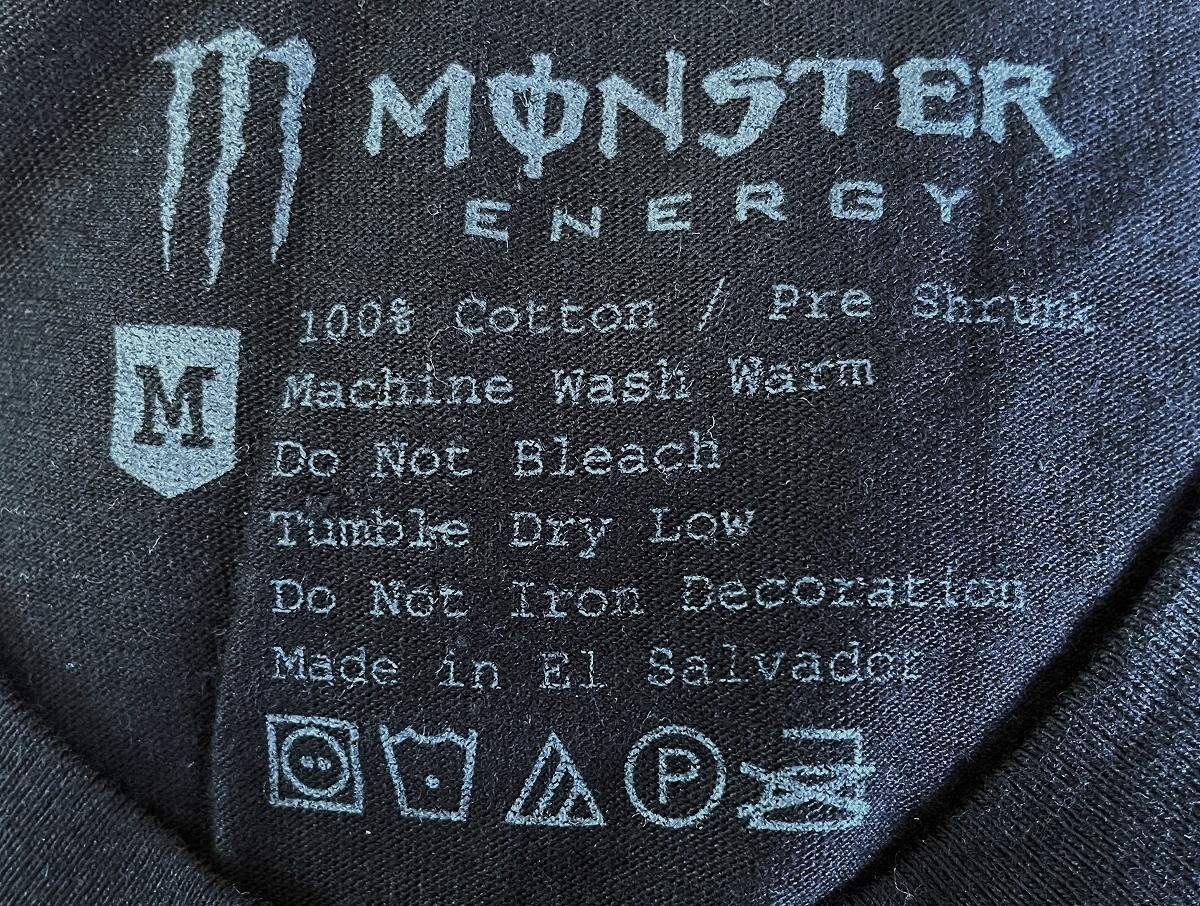 MONSTER
ENERGY
100% Cotton / Pre Shrunk
M
Machine Wash Warm
Do Not Bleach
Tumble Dry Low
Do Not Iron Decoration
Made in El Salvador
P